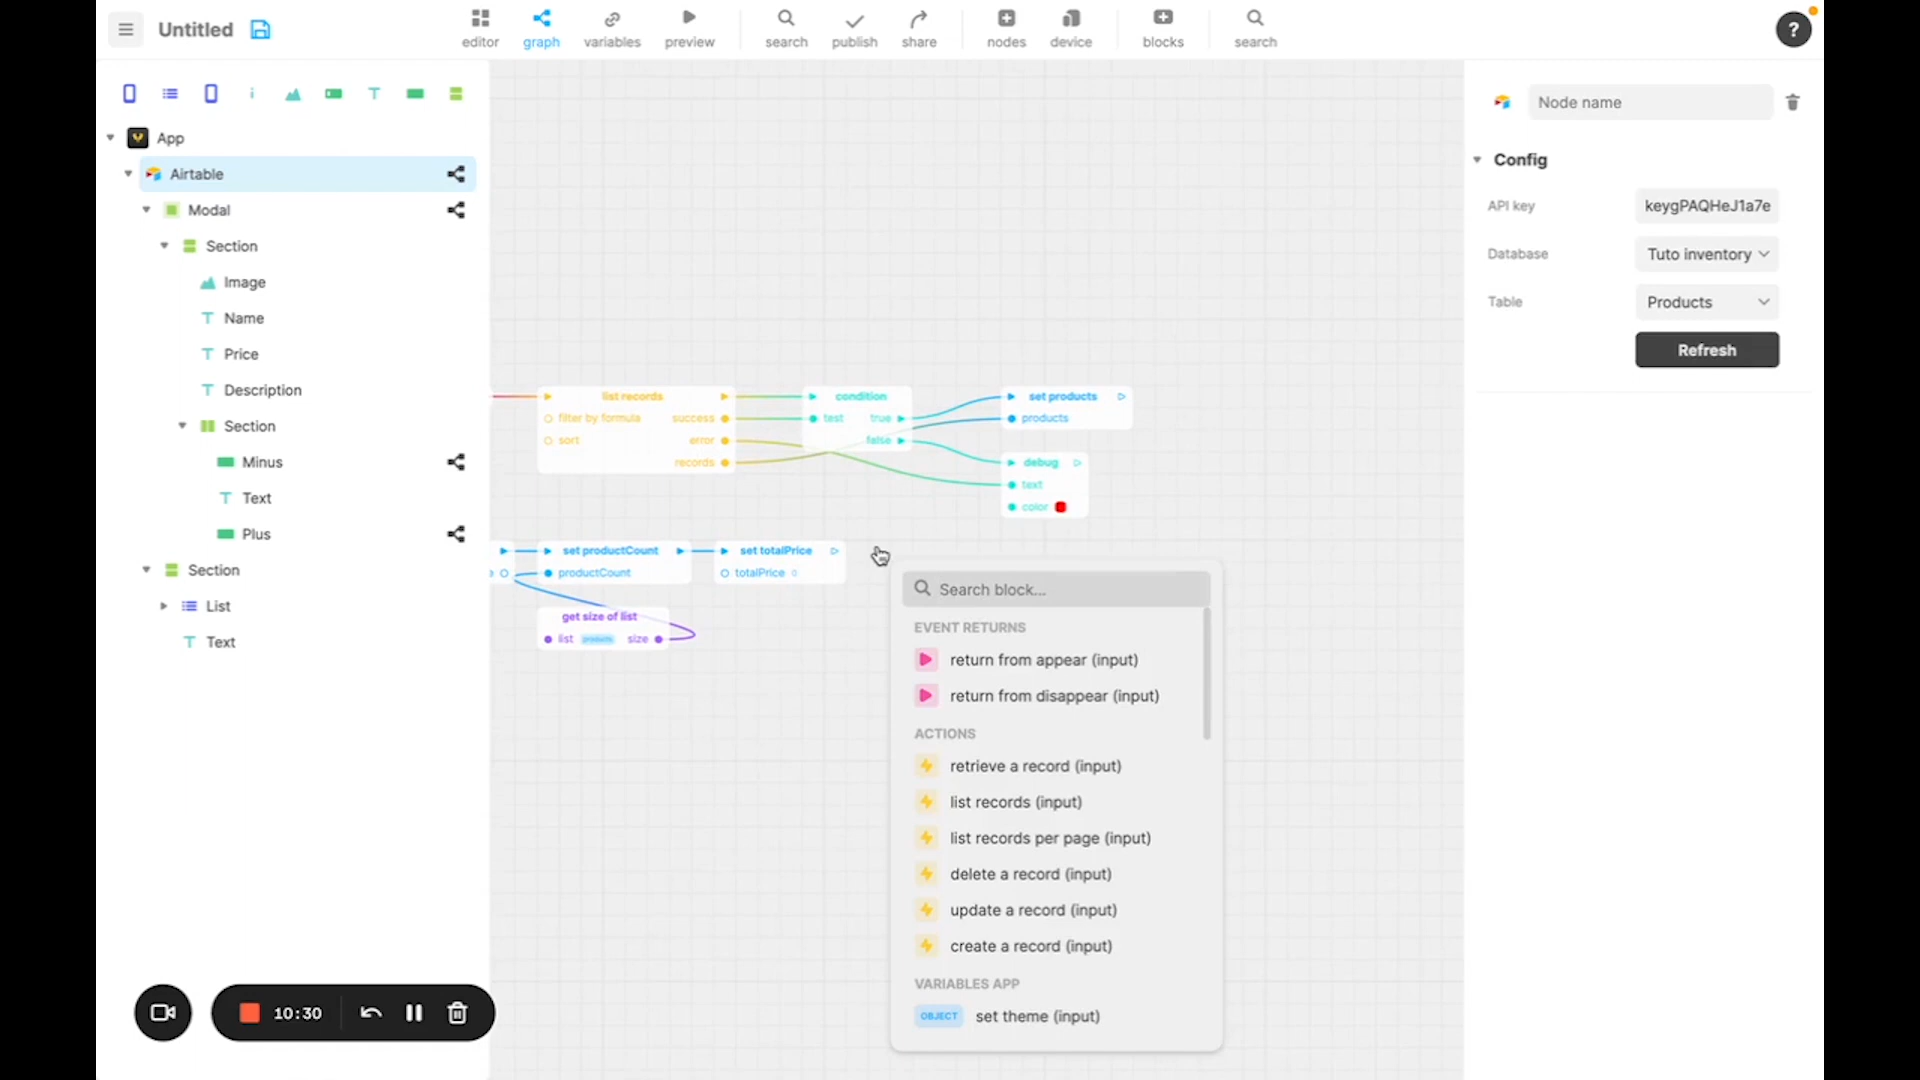 Untitled
editor
graph
variables
preview
search
publish
share
nodes
device
blocks
search
?
App
Airtable
Modal
Section
Image
Name
Price
Description
Section
Minus
Text
Plus
Section
List
Text
list records
filter by formula success
sort error
records
condition
test true
false
set products
products
debug
text
color
set productCount
productCount
set totalPrice
totalPrice 0
get size of list
list products size
Search block...
EVENT RETURNS
return from appear (input)
return from disappear (input)
ACTIONS
retrieve a record (input)
list records (input)
list records per page (input)
delete a record (input)
update a record (input)
create a record (input)
VARIABLES APP
OBJECT set theme (input)
Node name
Config
API key keygPAQHeJ1a7e
Database Tuto inventory
Table Products
Refresh
10:30